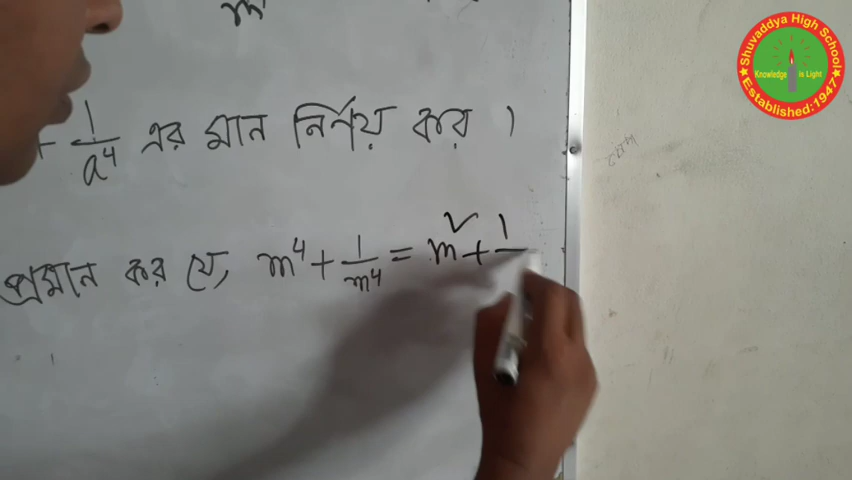 m
+ 1/a⁴ এর মান নির্ণয় কর ।
প্রমান কর যে, m⁴ + 1/m⁴ = m² + 1
Shuvaddya High School
Knowledge is Light
★Established:1947★